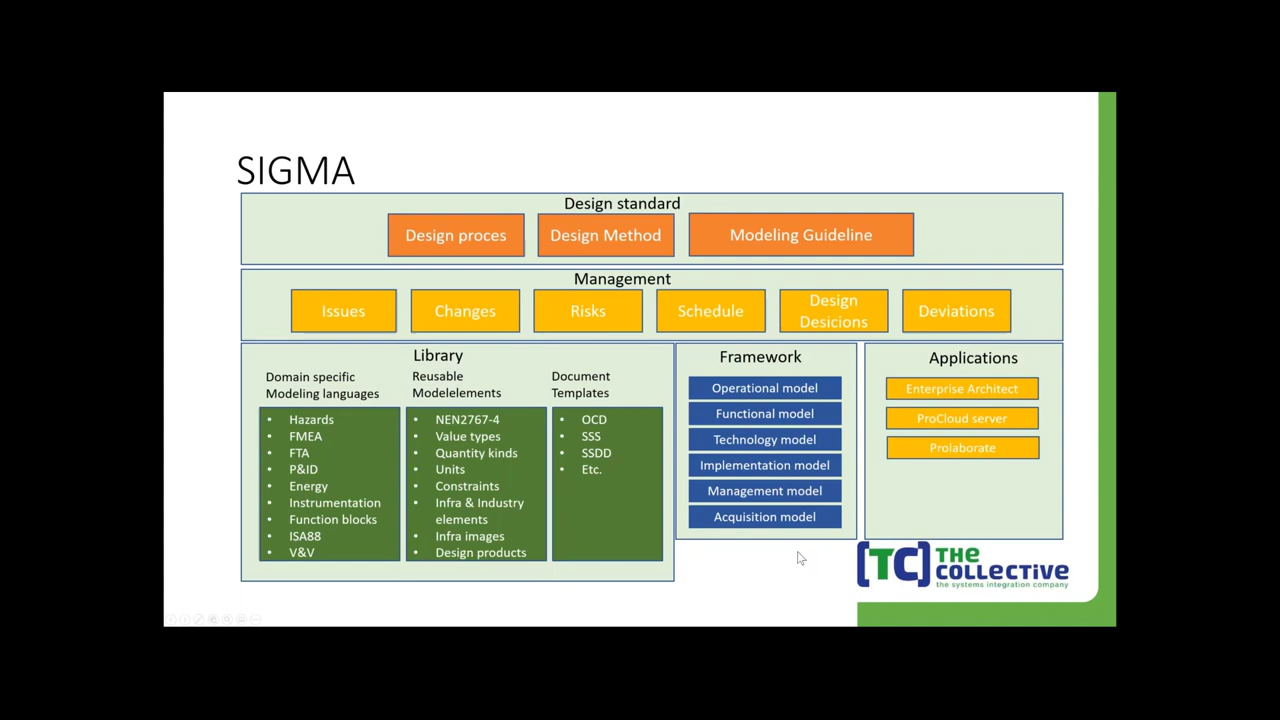 SIGMA
Design standard
Design proces
Design Method
Modeling Guideline
Management
Issues
Changes
Risks
Schedule
Design
Desicions
Deviations
Library
Domain specific
Modeling languages
• Hazards
• FMEA
• FTA
• P&ID
• Energy
• Instrumentation
• Function blocks
• ISA88
• V&V
Reusable
Modelelements
• NEN2767-4
• Value types
• Quantity kinds
• Units
• Constraints
• Infra & Industry
elements
• Infra images
• Design products
Document
Templates
• OCD
• SSS
• SSDD
• Etc.
Framework
Operational model
Functional model
Technology model
Implementation model
Management model
Acquisition model
Applications
Enterprise Architect
ProCloud server
Prolaborate
[TC] THE
COLLECTIVE
the systems integration company